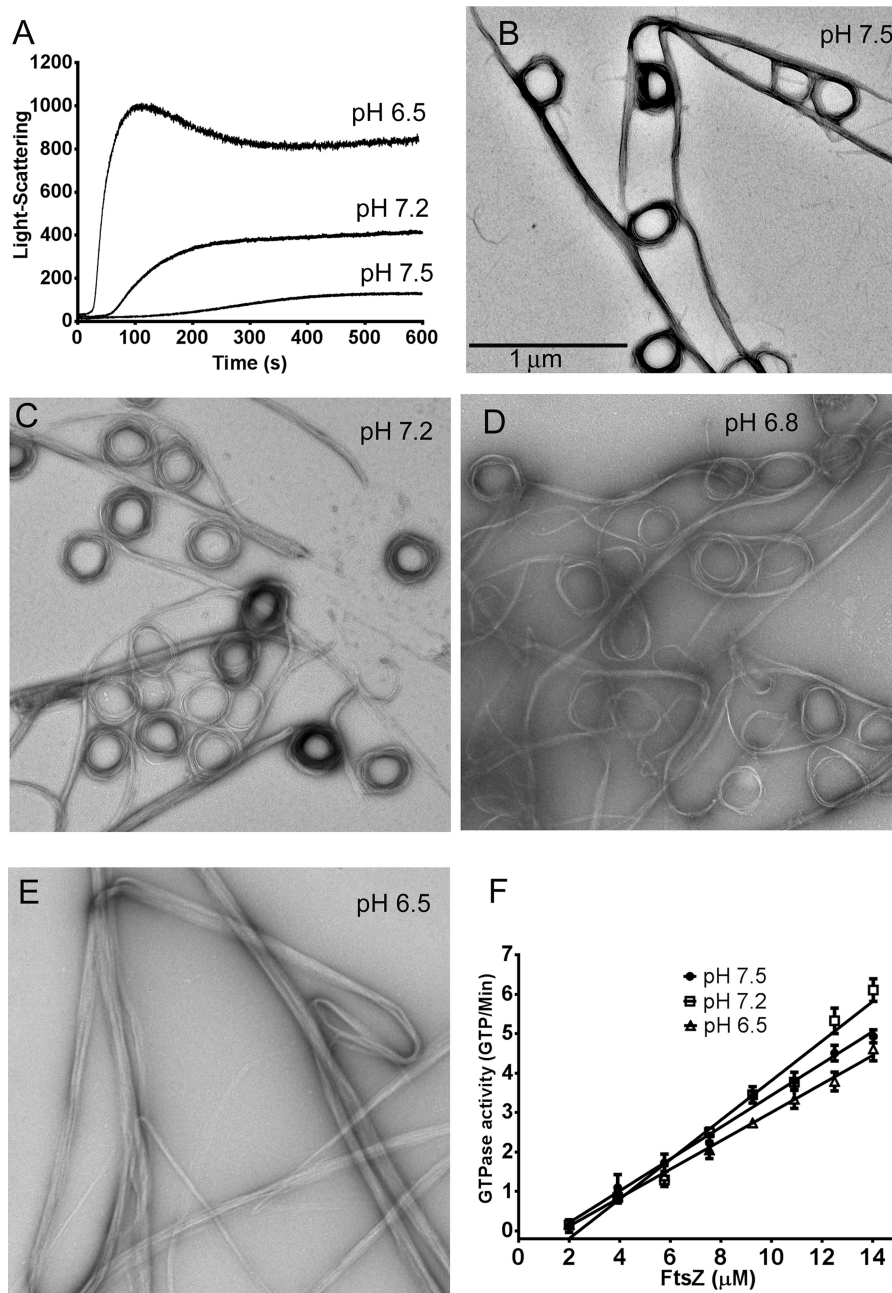 A
1200
1000
800
600
400
200
0
Light-Scattering
pH 6.5
pH 7.2
pH 7.5
0 100 200 300 400 500 600
Time (s)
B
pH 7.5
1 μm
C
pH 7.2
D
pH 6.8
E
pH 6.5
F
7
6
5
4
3
2
1
0
GTPase activity (GTP/Min)
pH 7.5
pH 7.2
pH 6.5
0 2 4 6 8 10 12 14
FtsZ (μM)